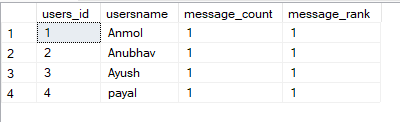 users_id usersname message_count message_rank
1 1 Anmol 1 1
2 2 Anubhav 1 1
3 3 Ayush 1 1
4 4 payal 1 1